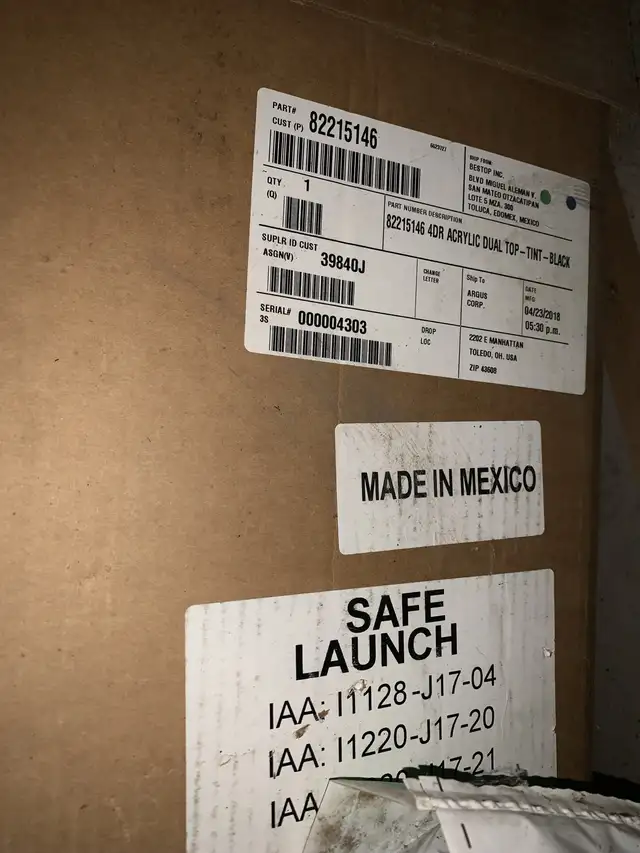 PART#
CUST (P) 82215146
SHIP FROM:
BESTOP INC.
BLVD MIGUEL ALEMAN V.
SAN MATEO OTZACATIPAN
LOTE 5 MZA. 300
TOLUCA, EDOMEX, MEXICO
QTY 1
(Q)
PART NUMBER DESCRIPTION
82215146 4DR ACRYLIC DUAL TOP-TINT-BLACK
SUPLR ID CUST
ASGN(V) 39840J
CHANGE
LETTER
Ship To
ARGUS
CORP.
DATE
MFG:
04/23/2018
05:30 p.m.
SERIAL# 000004303
3S
DROP
LOC
2202 E MANHATTAN
TOLEDO, OH. USA
ZIP 43608
MADE IN MEXICO
SAFE
LAUNCH
IAA: I1128-J17-04
IAA: I1220-J17-20
IAA J17-21